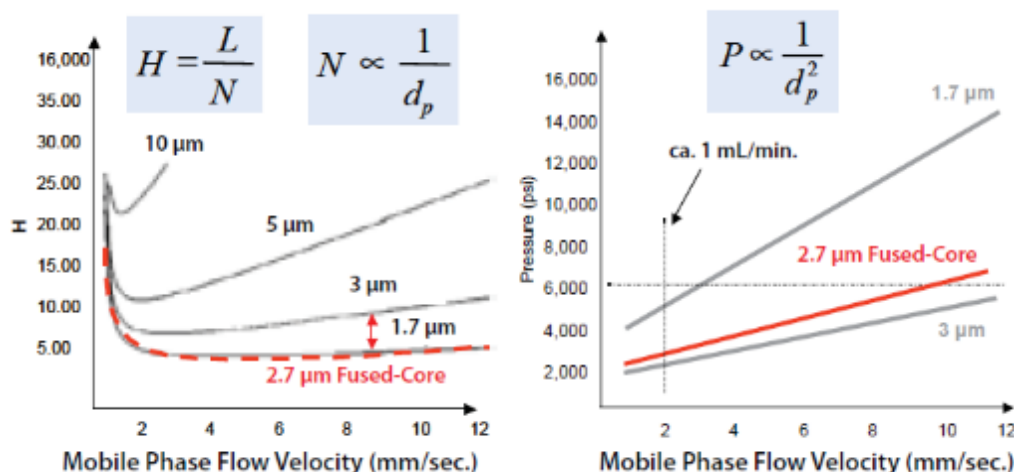 H = L/N
N ∝ 1/d_p
16,000
35.00
30.00
25.00
20.00
15.00
10.00
5.00
H
10 µm
5 µm
3 µm
1.7 µm
2.7 µm Fused-Core
2 4 6 8 10 12
Mobile Phase Flow Velocity (mm/sec.)
P ∝ 1/d_p^2
16,000
14,000
12,000
10,000
8,000
6,000
4,000
2,000
Pressure (psi)
1.7 µm
ca. 1 mL/min.
2.7 µm Fused-Core
3 µm
2 4 6 8 10 12
Mobile Phase Flow Velocity (mm/sec.)